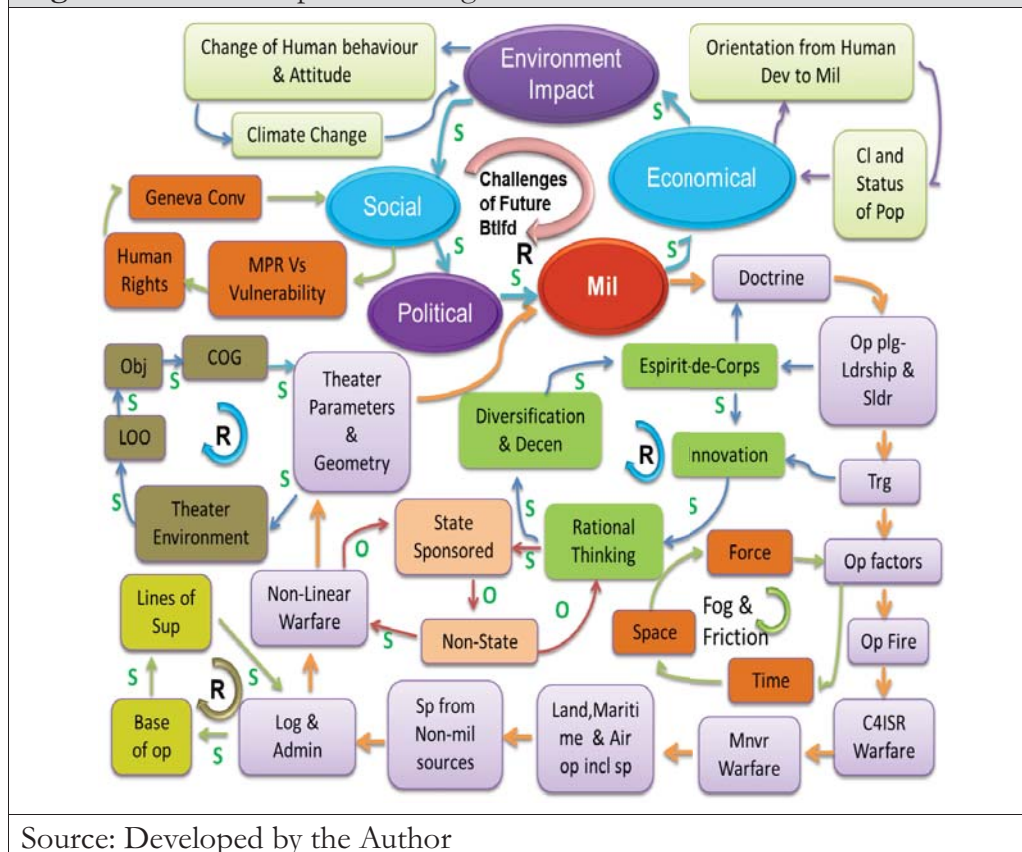 Change of Human behaviour
& Attitude
Environment
Impact
Orientation from Human
Dev to Mil
Climate Change
S
S
Challenges
of Future
Btlfd
R
Economical
Cl and
Status
of Pop
Geneva Conv
Social
Human
Rights
MPR Vs
Vulnerability
S
Political
S
Mil
S
Doctrine
Obj
S
COG
S
Theater
Parameters
&
Geometry
Espirit-de-Corps
Op plg-
Ldrship &
Sldr
S
LOO
R
S
Diversification
& Decen
S
R
Innovation
Trg
S
Theater
Environment
S
State
Sponsored
S
S
Rational
Thinking
S
Force
Op factors
O
Lines of
Sup
Non-Linear
Warfare
O
O
Fog &
Friction
Space
S
Non-State
Op Fire
Time
S
R
S
Base
of op
S
Log &
Admin
Sp from
Non-mil
sources
Land,Mariti
me & Air
op incl sp
Mnvr
Warfare
C4ISR
Warfare
Source: Developed by the Author